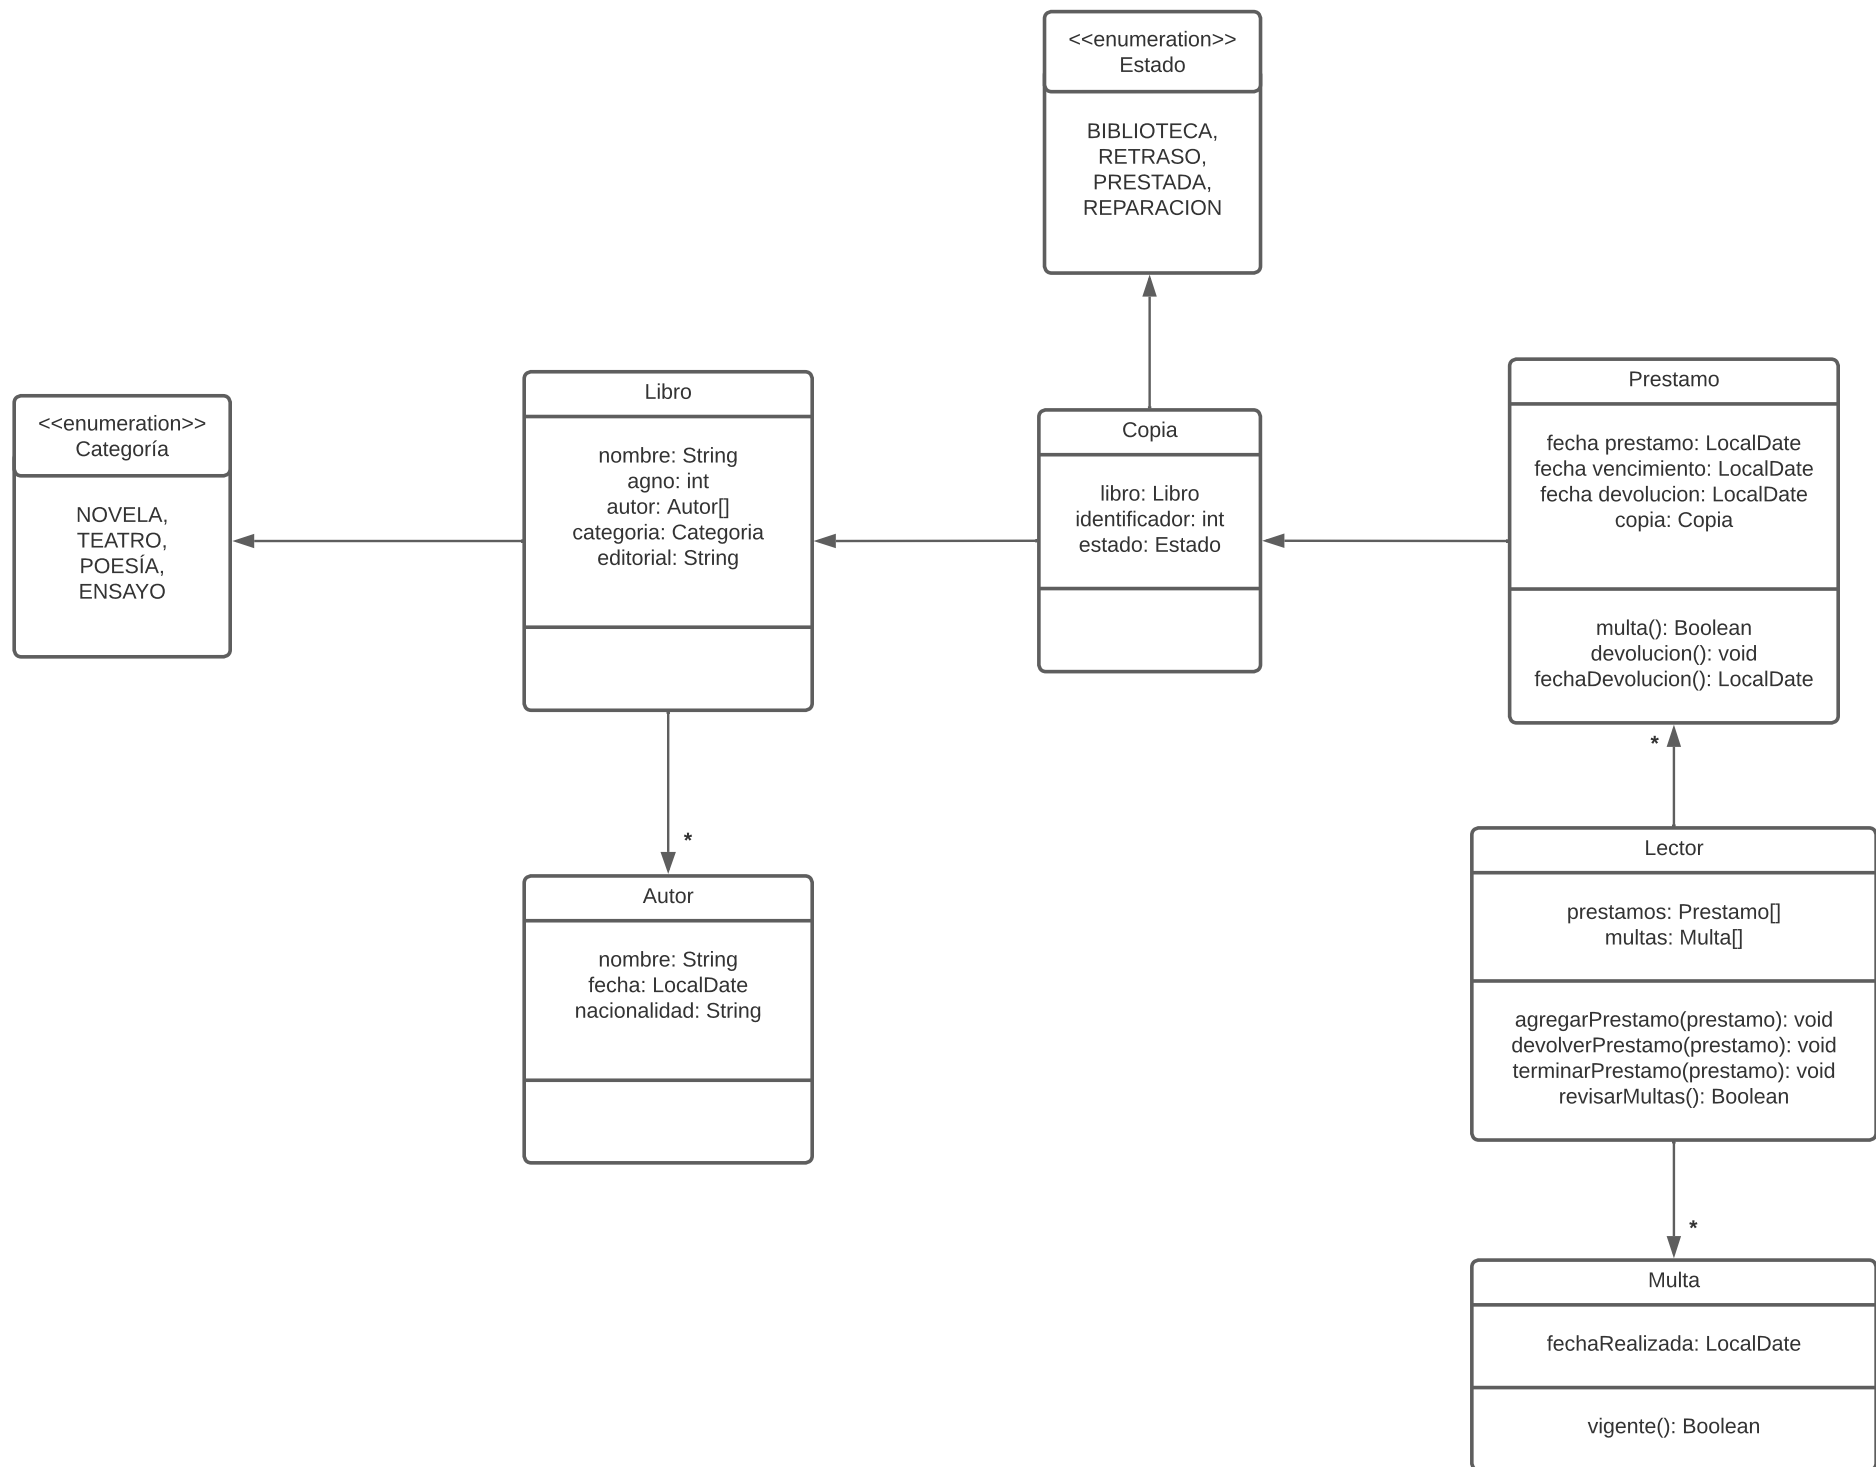 <<enumeration>>
Estado
BIBLIOTECA,
RETRASO,
PRESTADA,
REPARACION
<<enumeration>>
Categoría
NOVELA,
TEATRO,
POESÍA,
ENSAYO
Libro
nombre: String
agno: int
autor: Autor[]
categoria: Categoria
editorial: String
Copia
libro: Libro
identificador: int
estado: Estado
Prestamo
fecha prestamo: LocalDate
fecha vencimiento: LocalDate
fecha devolucion: LocalDate
copia: Copia
multa(): Boolean
devolucion(): void
fechaDevolucion(): LocalDate
*
*
Autor
nombre: String
fecha: LocalDate
nacionalidad: String
Lector
prestamos: Prestamo[]
multas: Multa[]
agregarPrestamo(prestamo): void
devolverPrestamo(prestamo): void
terminarPrestamo(prestamo): void
revisarMultas(): Boolean
*
Multa
fechaRealizada: LocalDate
vigente(): Boolean